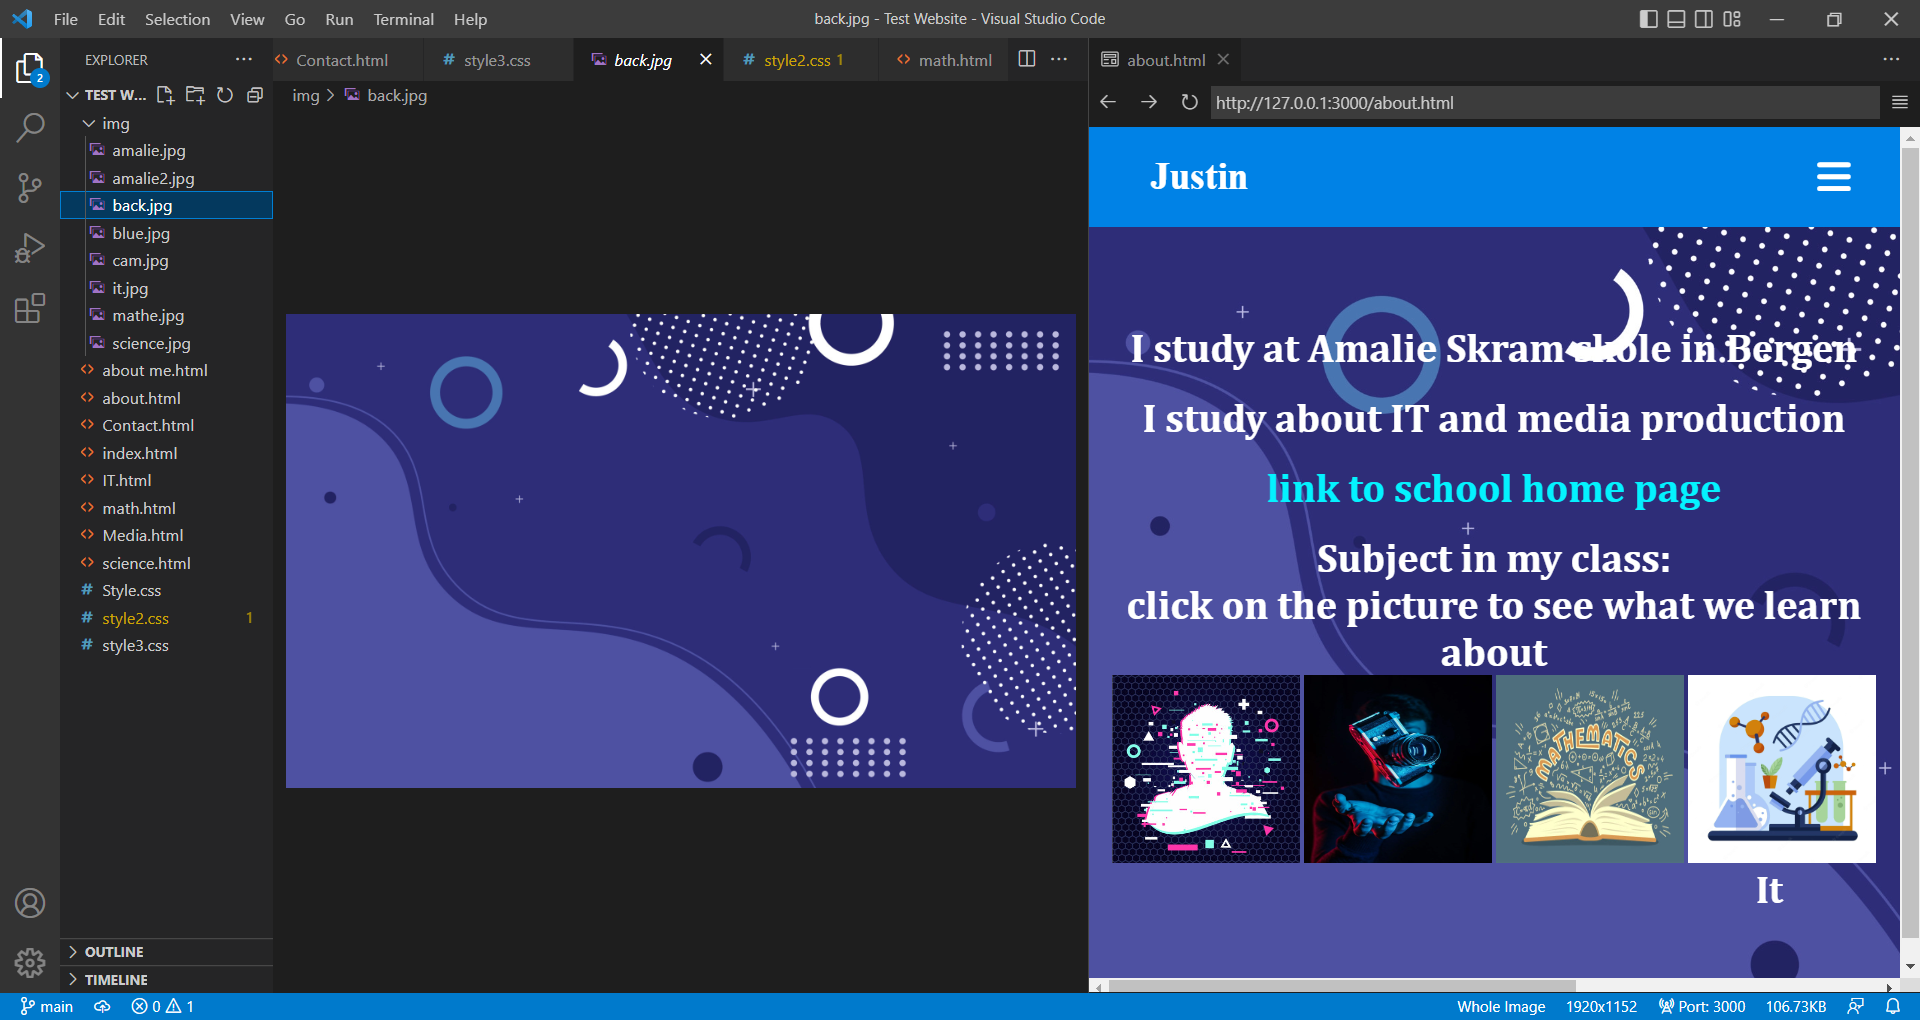 File Edit Selection View Go Run Terminal Help
back.jpg - Test Website - Visual Studio Code
EXPLORER
Contact.html
style3.css
back.jpg
style2.css 1
math.html
about.html
TEST W...
img > back.jpg
http://127.0.0.1:3000/about.html
2
img
amalie.jpg
amalie2.jpg
back.jpg
blue.jpg
cam.jpg
it.jpg
mathe.jpg
science.jpg
about me.html
about.html
Contact.html
index.html
IT.html
math.html
Media.html
science.html
Style.css
style2.css 1
style3.css
OUTLINE
TIMELINE
Justin
I study at Amalie Skram skole in Bergen
I study about IT and media production
link to school home page
Subject in my class:
click on the picture to see what we learn
about
MATHEMATICS
It
main
0
1
Whole Image
1920x1152
Port: 3000
106.73KB